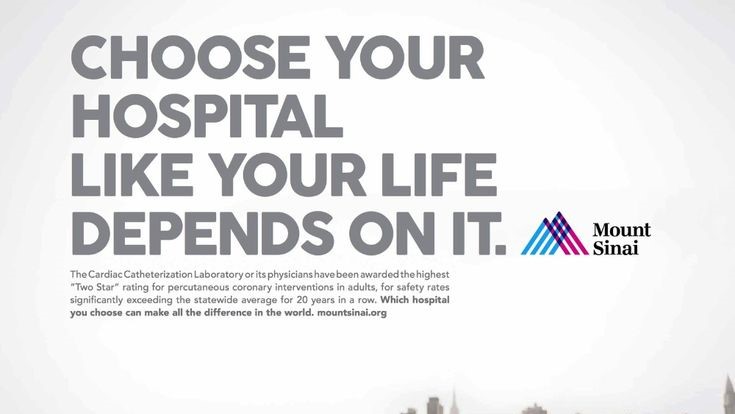 CHOOSE YOUR
HOSPITAL
LIKE YOUR LIFE
DEPENDS ON IT.
Mount
Sinai
The Cardiac Catheterization Laboratory or its physicians have been awarded the highest
"Two Star" rating for percutaneous coronary interventions in adults, for safety rates
significantly exceeding the statewide average for 20 years in a row. Which hospital
you choose can make all the difference in the world. mountsinai.org